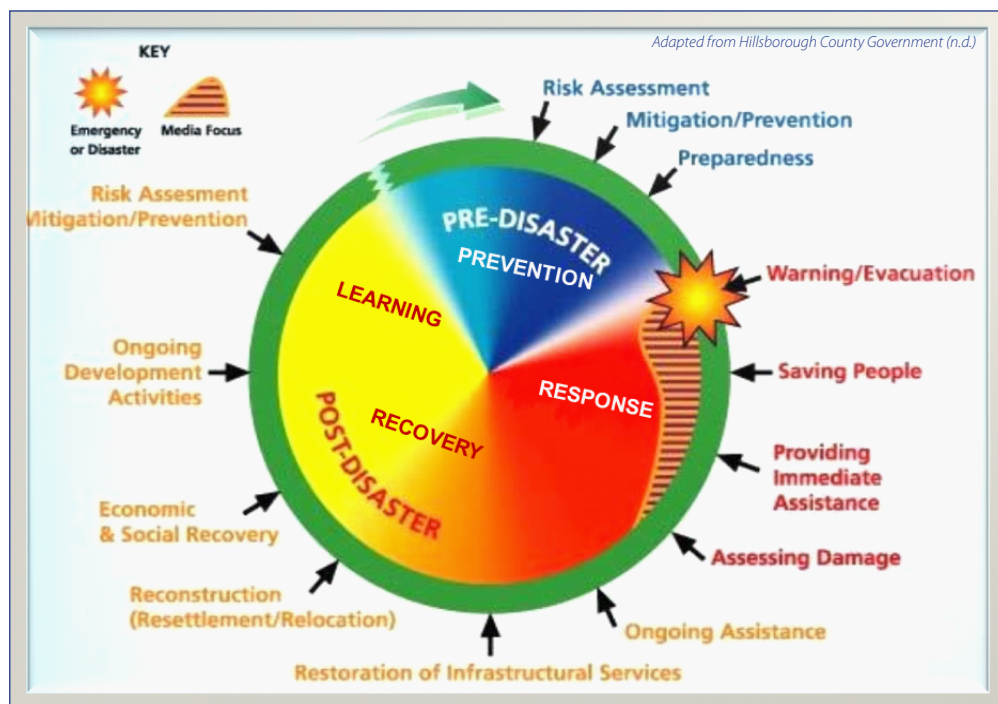 Adapted from Hillsborough County Government (n.d.)
KEY
Emergency
or Disaster
Media Focus
Risk Assessment
Mitigation/Prevention
Preparedness
Warning/Evacuation
Saving People
Providing
Immediate
Assistance
Assessing Damage
Ongoing Assistance
Restoration of Infrastructural Services
Reconstruction
(Resettlement/Relocation)
Economic
& Social Recovery
Ongoing
Development
Activities
Risk Assesment
Mitigation/Prevention
PRE-DISASTER
PREVENTION
LEARNING
RESPONSE
RECOVERY
POST-DISASTER